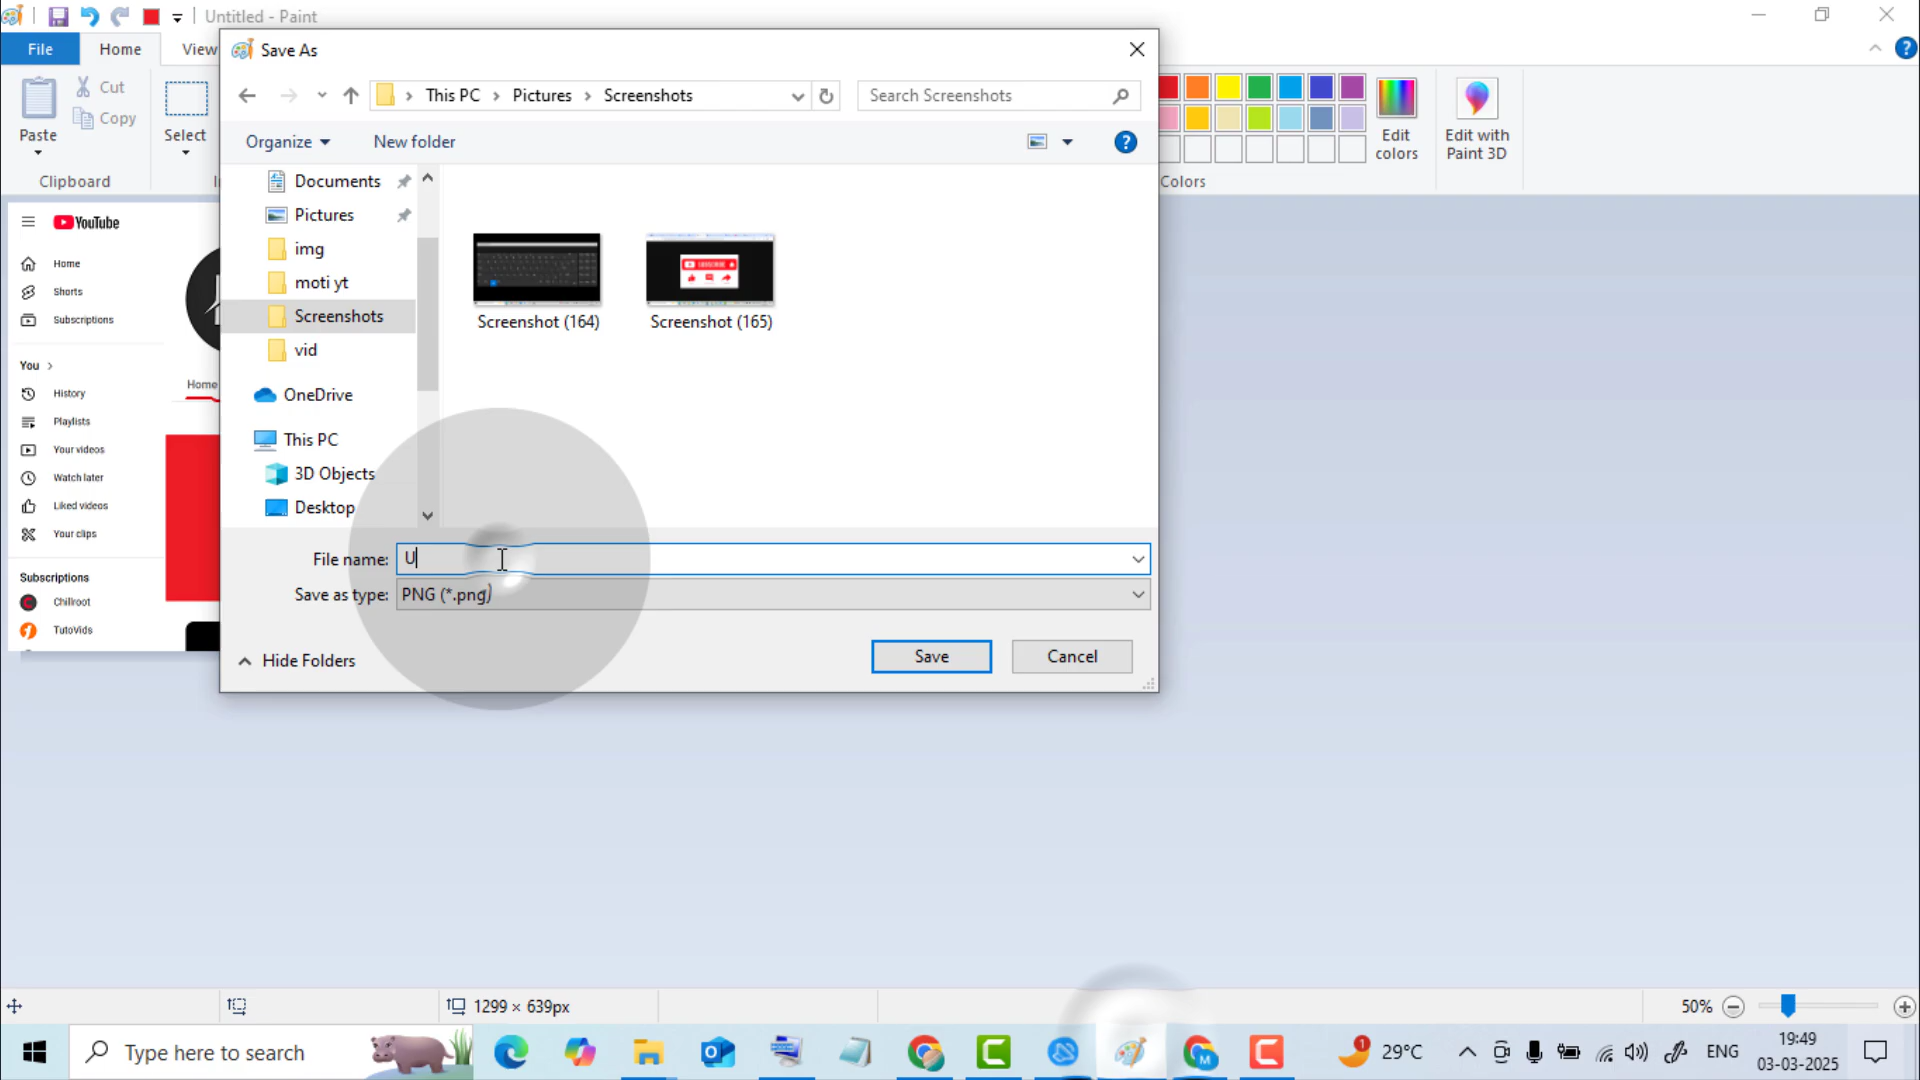 Untitled - Paint
File Home View
Cut
Copy
Paste
Clipboard
Select
Edit colors
Edit with Paint 3D
Colors
Save As
This PC Pictures Screenshots
Search Screenshots
Organize New folder
Documents
Pictures
img
moti yt
Screenshots
vid
OneDrive
This PC
3D Objects
Desktop
Screenshot (164)
Screenshot (165)
SUBSCRIBE
File name: U
Save as type: PNG (*.png)
Hide Folders
Save Cancel
YouTube
Home
Shorts
Subscriptions
You
History
Playlists
Your videos
Watch later
Liked videos
Your clips
Subscriptions
Chillroot
TutoVids
Home
1299 × 639px
50%
Type here to search
M
1
29°C
ENG
19:49
03-03-2025